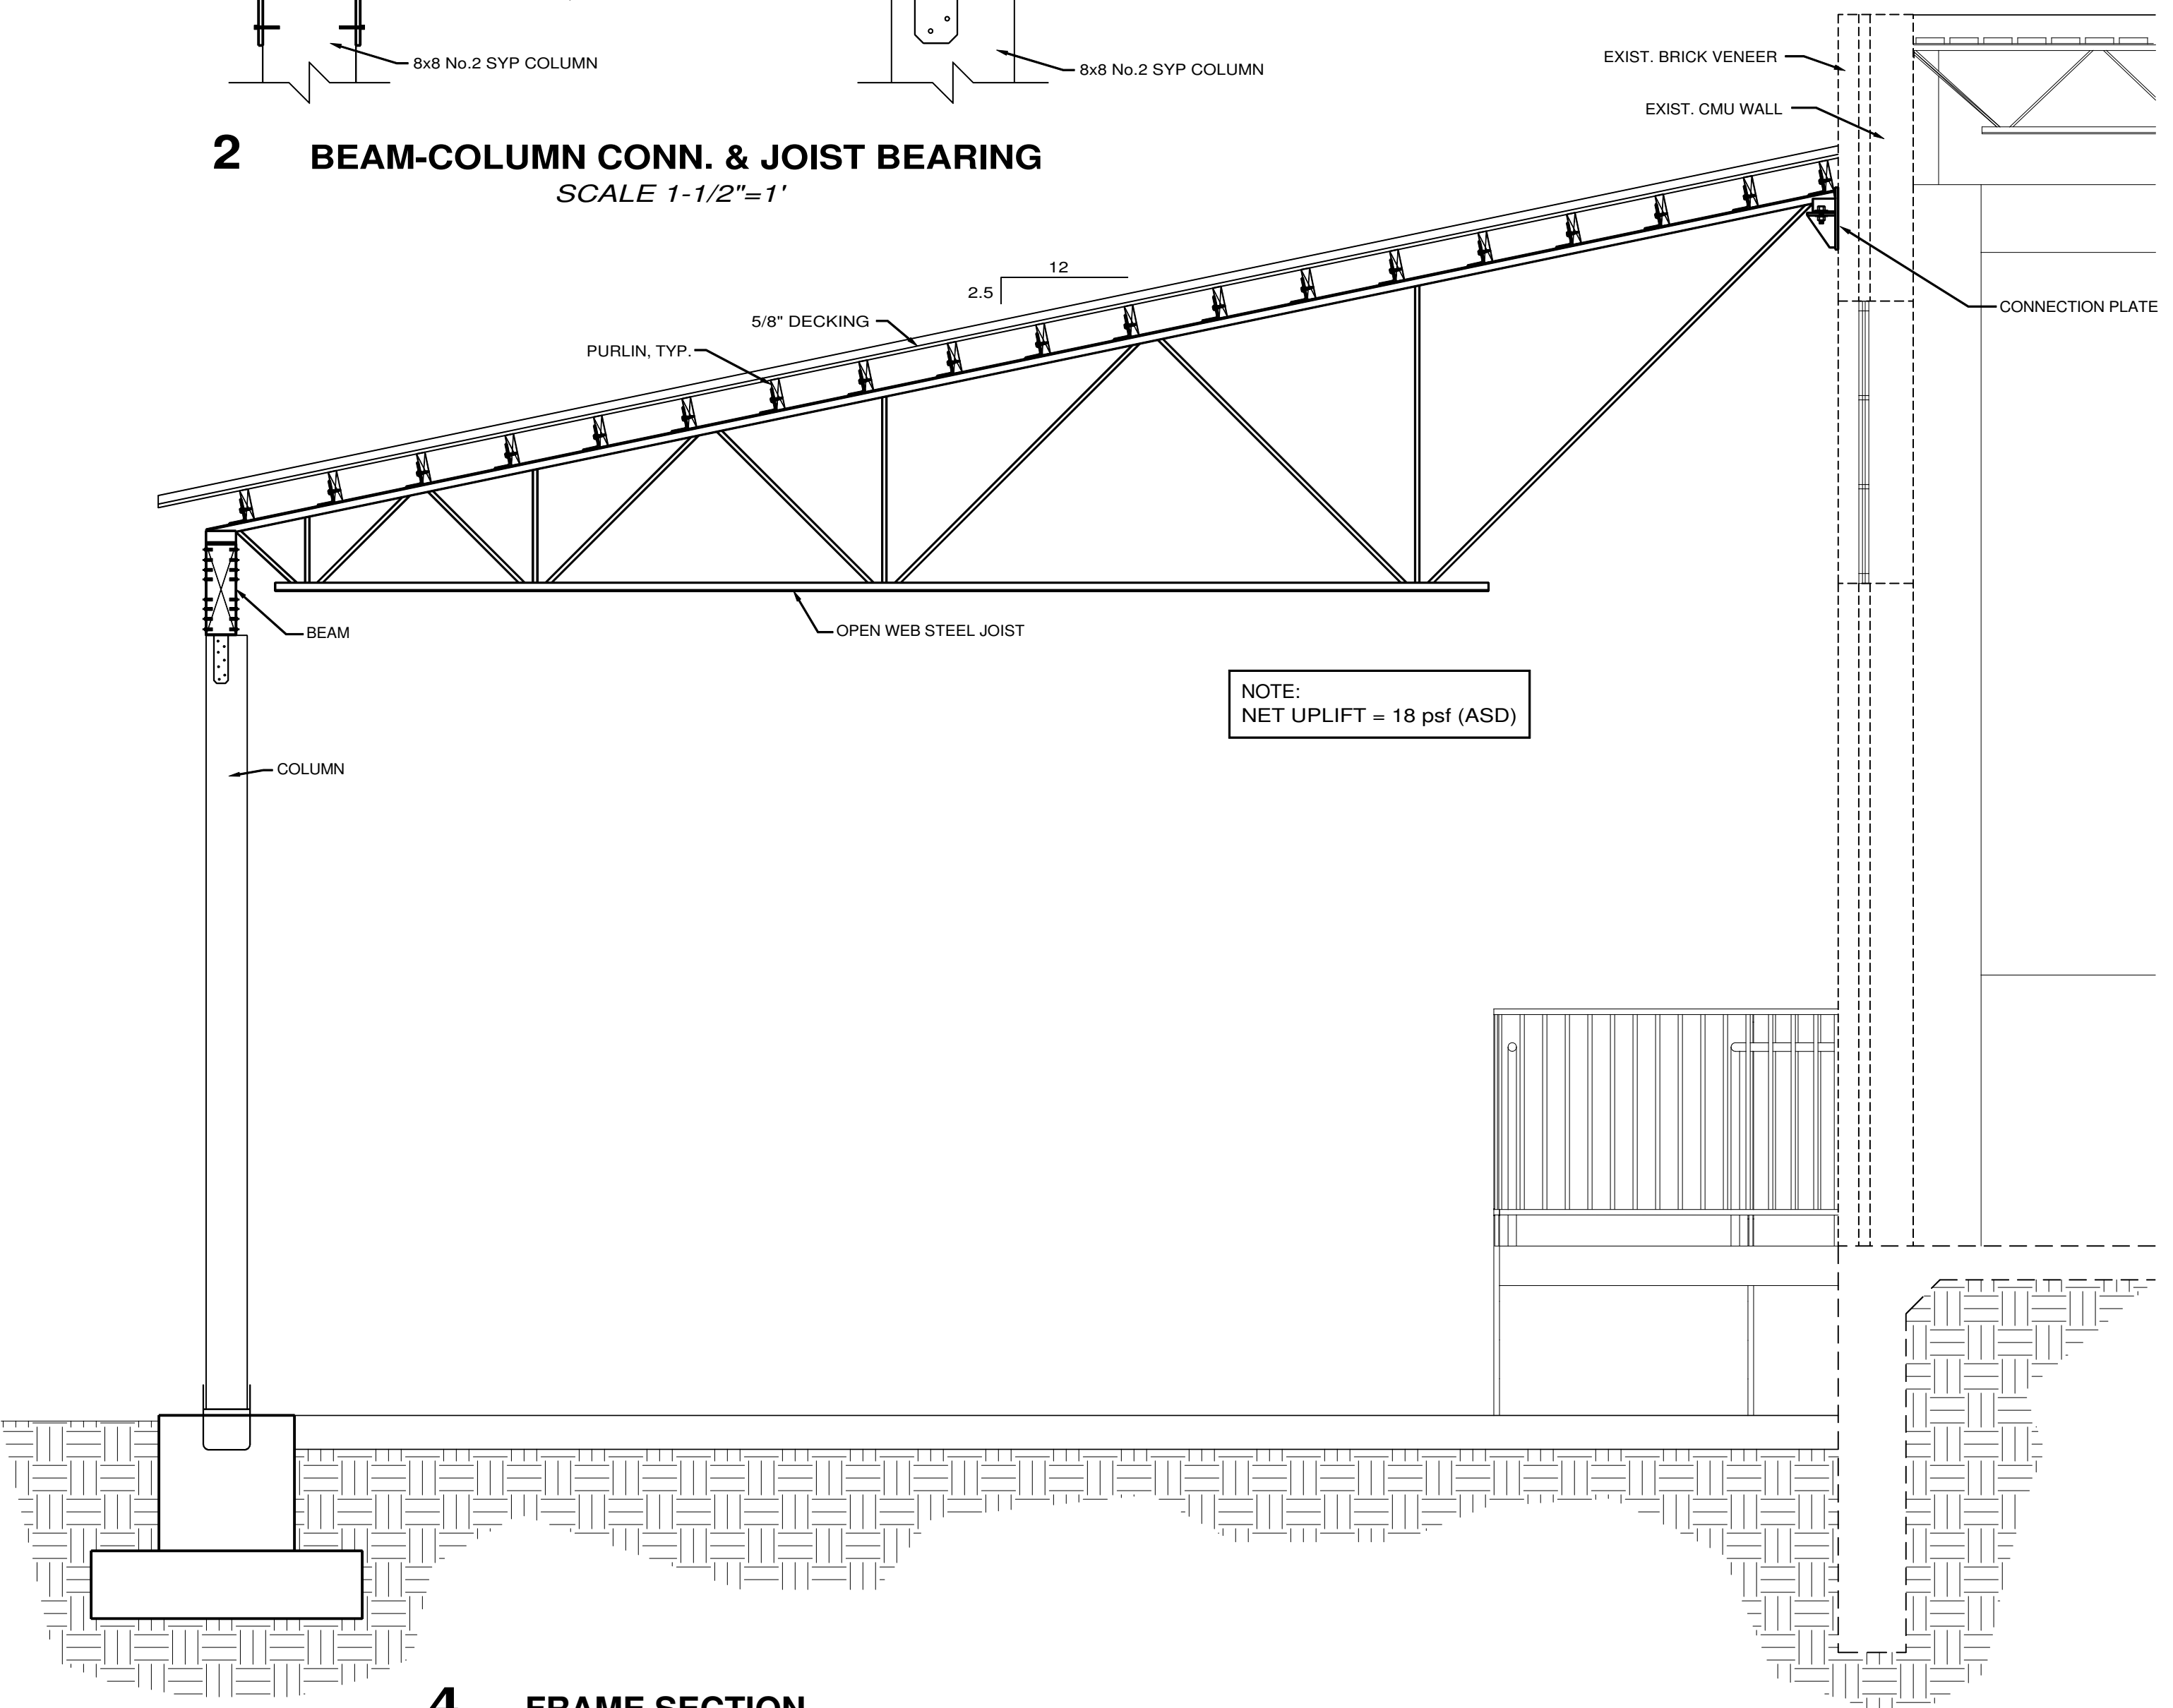 8x8 No.2 SYP COLUMN
8x8 No.2 SYP COLUMN
EXIST. BRICK VENEER
EXIST. CMU WALL
2 BEAM-COLUMN CONN. & JOIST BEARING
SCALE 1-1/2"=1'
12
2.5
5/8" DECKING
PURLIN, TYP.
CONNECTION PLATE
BEAM
OPEN WEB STEEL JOIST
NOTE:
NET UPLIFT = 18 psf (ASD)
COLUMN
4 FRAME SECTION